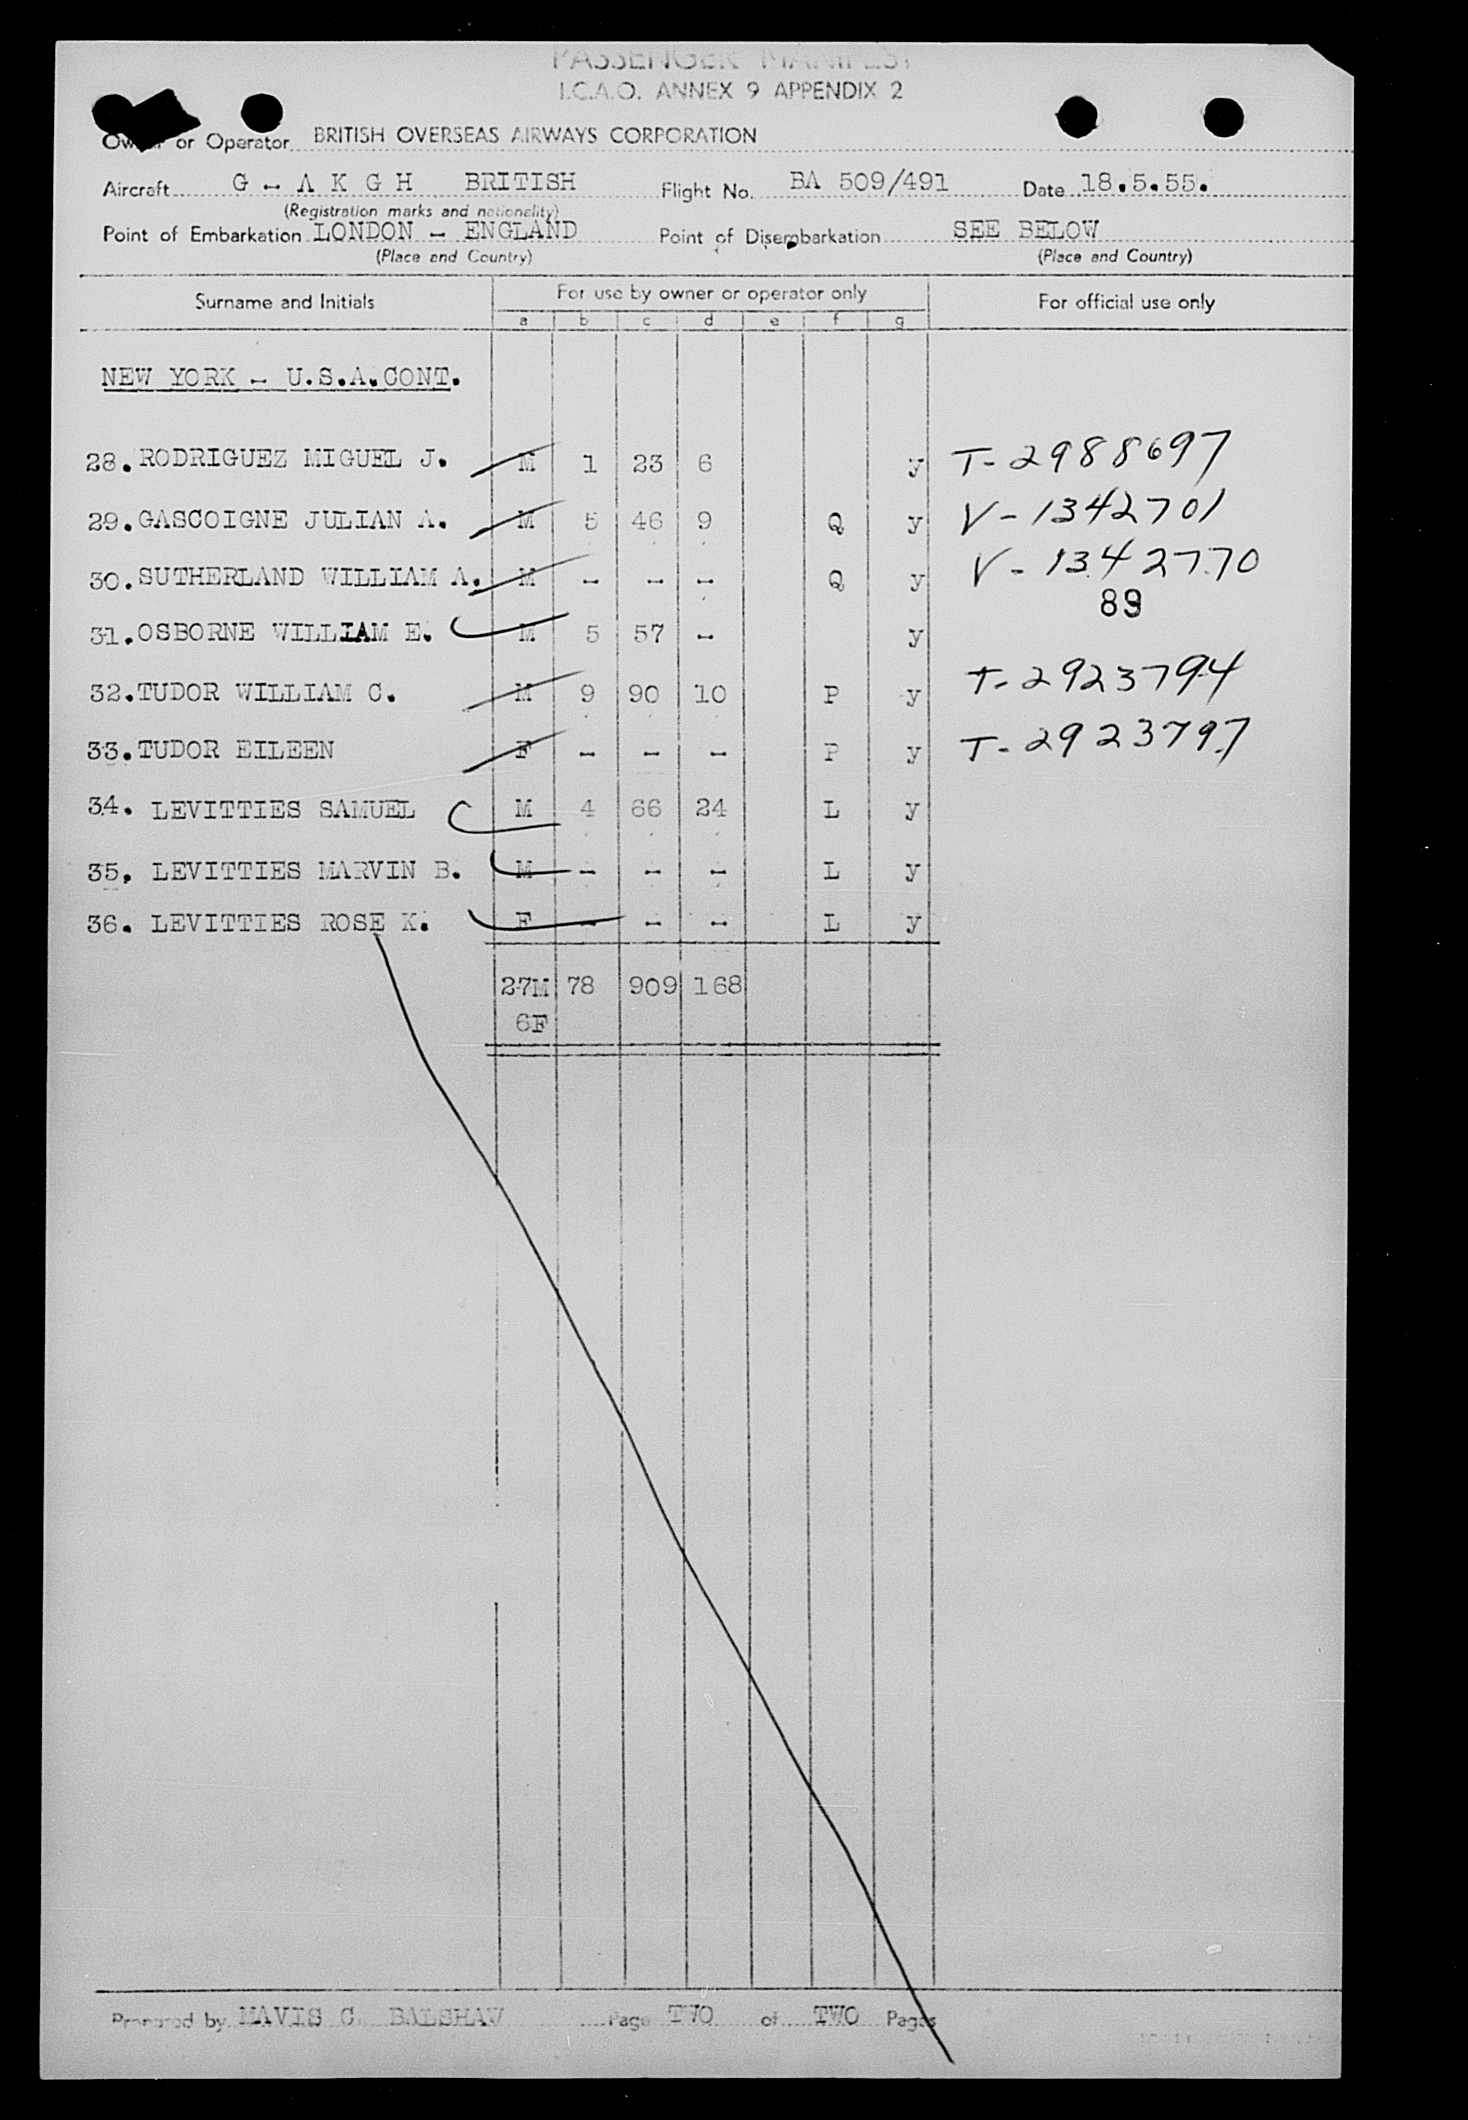 PASSENGER MANIFEST
I.C.A.O. ANNEX 9 APPENDIX 2
Owner or Operator BRITISH OVERSEAS AIRWAYS CORPORATION
Aircraft G - A K G H BRITISH Flight No. BA 509/491 Date 18.5.55.
(Registration marks and nationality)
Point of Embarkation LONDON - ENGLAND Point of Disembarkation SEE BELOW
(Place and Country) (Place and Country)
Surname and Initials For use by owner or operator only For official use only
a b c d e f g
NEW YORK - U.S.A.CONT.
28. RODRIGUEZ MIGUEL J. M 1 23 6 y T-2988697
29. GASCOIGNE JULIAN A. M 5 46 9 Q y V-1342701
30. SUTHERLAND WILLIAM A. M - - - Q y V-1342770
89
31. OSBORNE WILLIAM E. M 5 57 - y
32. TUDOR WILLIAM C. M 9 90 10 P y T-2923794
33. TUDOR EILEEN F - - - P y T-2923797
34. LEVITTIES SAMUEL M 4 66 24 L y
35. LEVITTIES MARVIN B. M - - - L y
36. LEVITTIES ROSE K. F - - - L y
27M 78 909 168
6F
Prepared by MAVIS C. BALSHAW Page TWO of TWO Pages